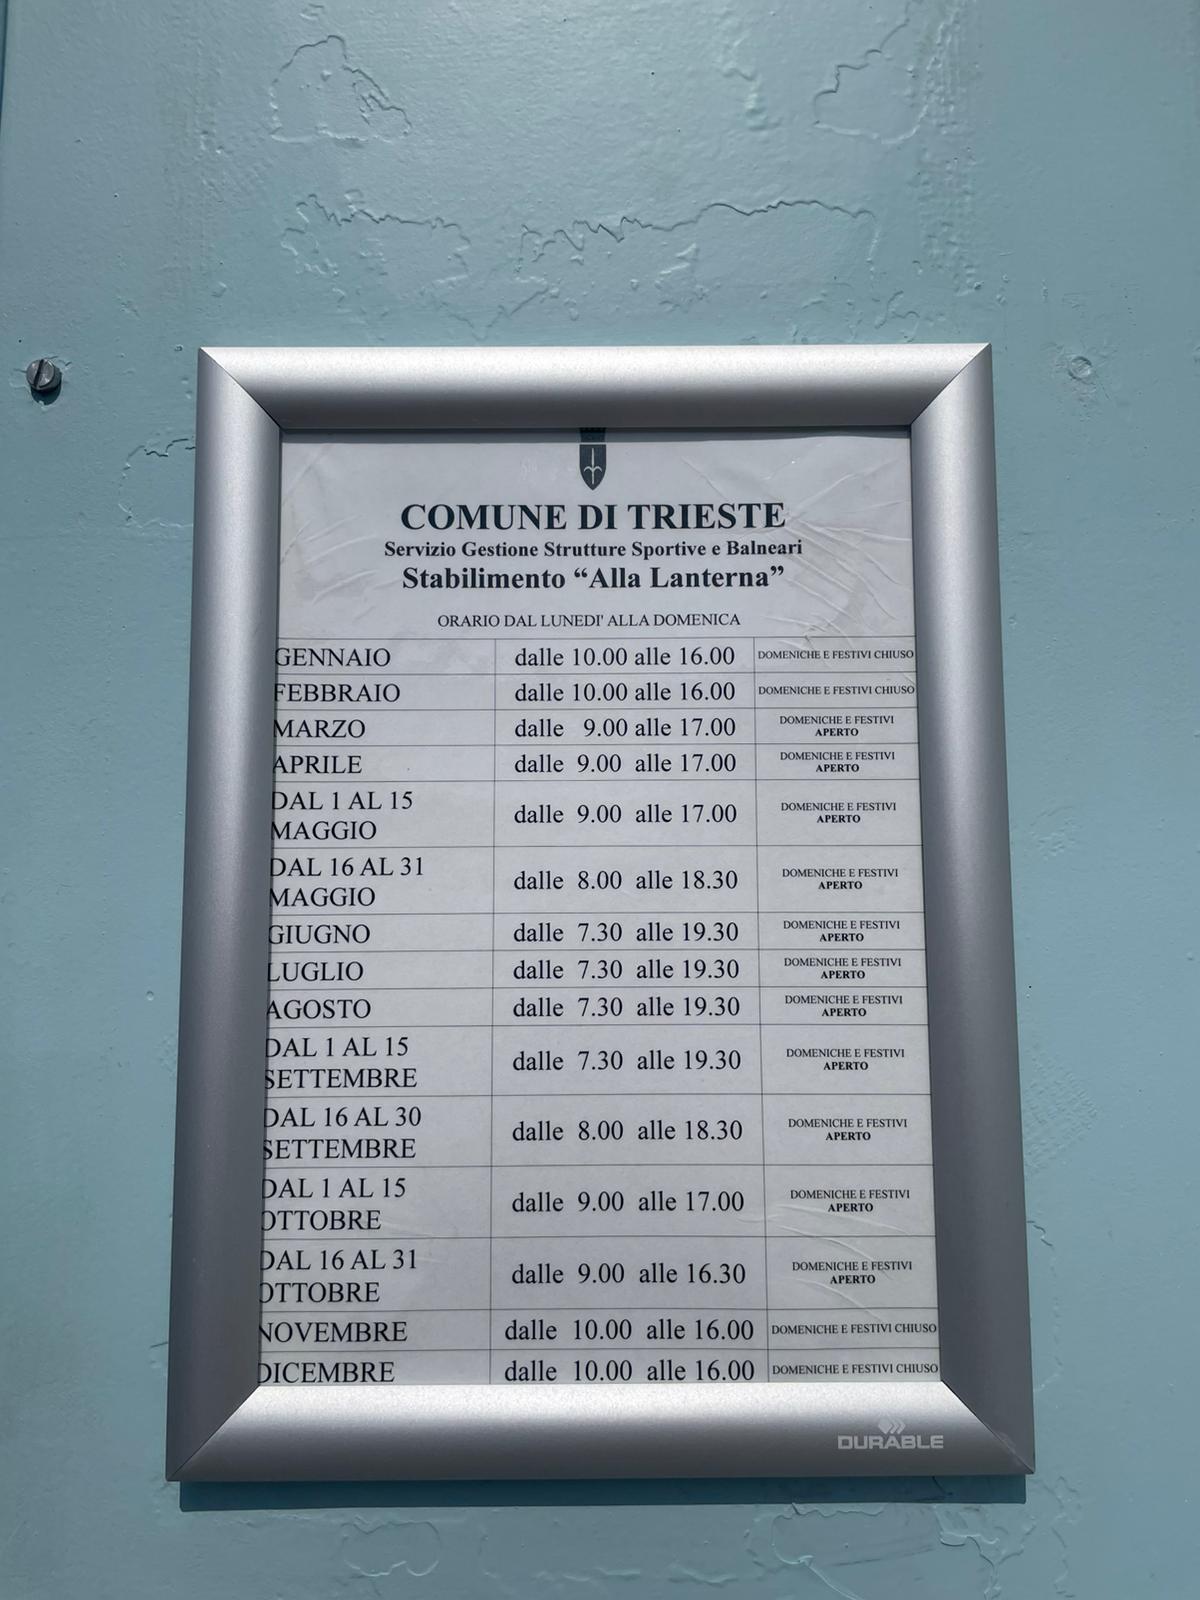 COMUNE DI TRIESTE
Servizio Gestione Strutture Sportive e Balneari
Stabilimento “Alla Lanterna”
ORARIO DAL LUNEDI' ALLA DOMENICA
GENNAIO dalle 10.00 alle 16.00 DOMENICHE E FESTIVI CHIUSO
FEBBRAIO dalle 10.00 alle 16.00 DOMENICHE E FESTIVI CHIUSO
MARZO dalle 9.00 alle 17.00 DOMENICHE E FESTIVI
APERTO
APRILE dalle 9.00 alle 17.00 DOMENICHE E FESTIVI
APERTO
DAL 1 AL 15
MAGGIO dalle 9.00 alle 17.00 DOMENICHE E FESTIVI
APERTO
DAL 16 AL 31
MAGGIO dalle 8.00 alle 18.30 DOMENICHE E FESTIVI
APERTO
GIUGNO dalle 7.30 alle 19.30 DOMENICHE E FESTIVI
APERTO
LUGLIO dalle 7.30 alle 19.30 DOMENICHE E FESTIVI
APERTO
AGOSTO dalle 7.30 alle 19.30 DOMENICHE E FESTIVI
APERTO
DAL 1 AL 15
SETTEMBRE dalle 7.30 alle 19.30 DOMENICHE E FESTIVI
APERTO
DAL 16 AL 30
SETTEMBRE dalle 8.00 alle 18.30 DOMENICHE E FESTIVI
APERTO
DAL 1 AL 15
OTTOBRE dalle 9.00 alle 17.00 DOMENICHE E FESTIVI
APERTO
DAL 16 AL 31
OTTOBRE dalle 9.00 alle 16.30 DOMENICHE E FESTIVI
APERTO
NOVEMBRE dalle 10.00 alle 16.00 DOMENICHE E FESTIVI CHIUSO
DICEMBRE dalle 10.00 alle 16.00 DOMENICHE E FESTIVI CHIUSO
DURABLE